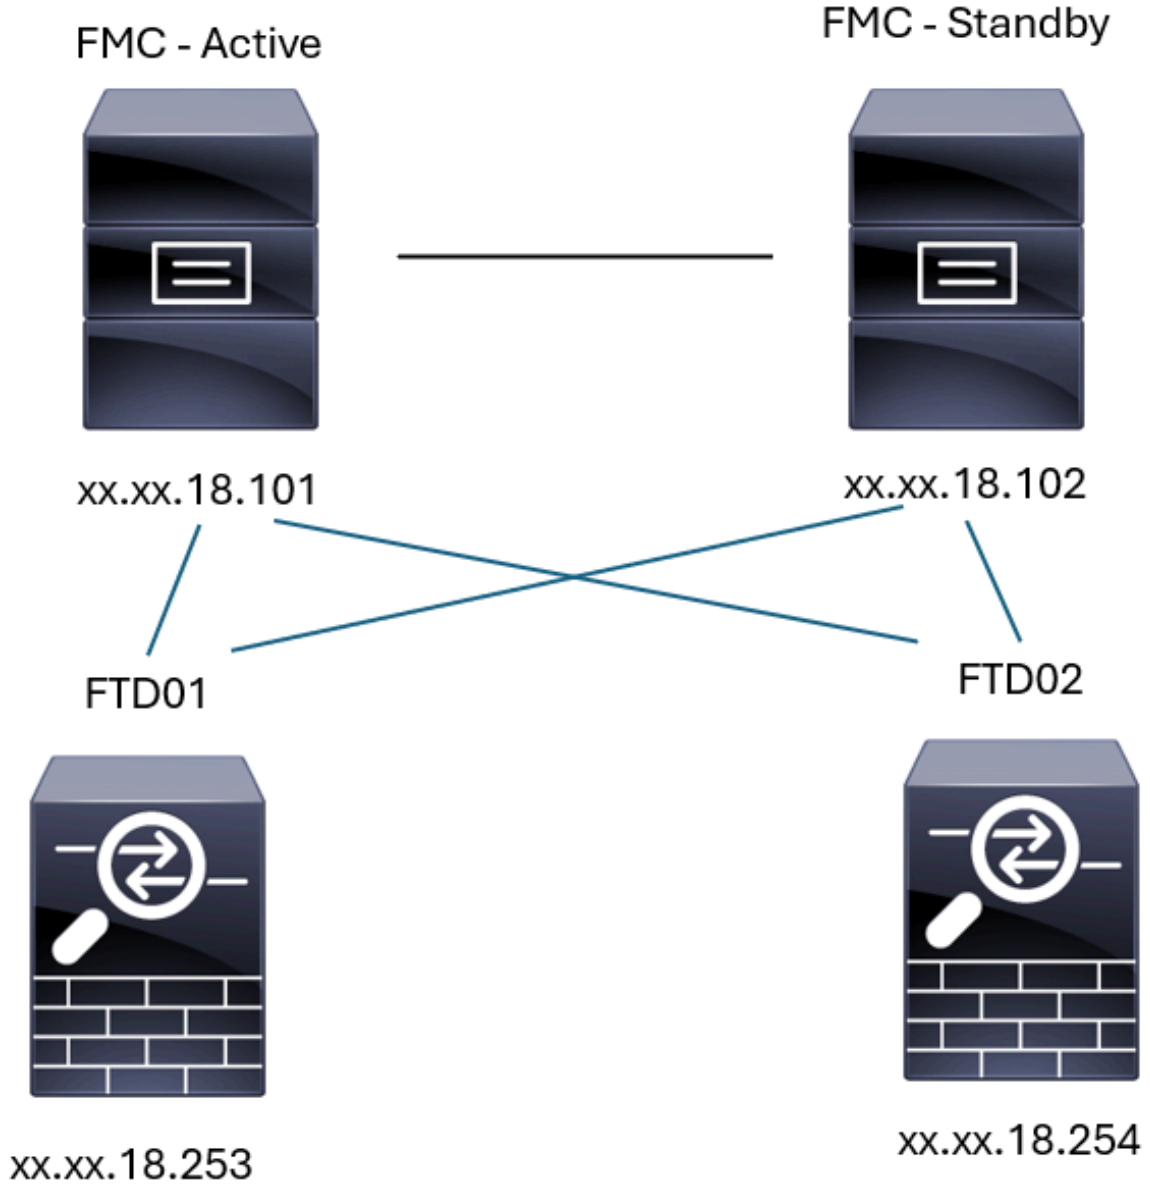 FMC - Active
FMC - Standby
xx.xx.18.101
xx.xx.18.102
FTD01
FTD02
xx.xx.18.253
xx.xx.18.254